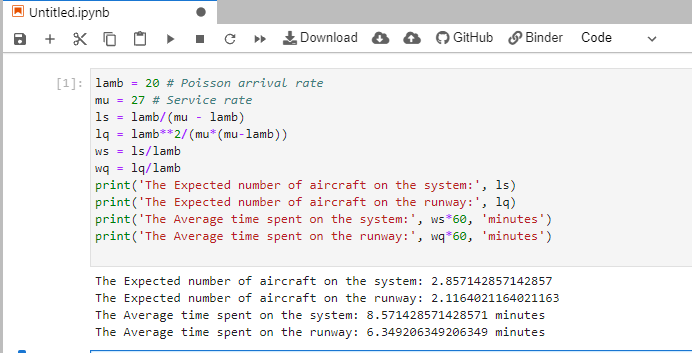 Untitled.ipynb
Download GitHub Binder Code
[1]: lamb = 20 # Poisson arrival rate
mu = 27 # Service rate
ls = lamb/(mu - lamb)
lq = lamb**2/(mu*(mu-lamb))
ws = ls/lamb
wq = lq/lamb
print('The Expected number of aircraft on the system:', ls)
print('The Expected number of aircraft on the runway:', lq)
print('The Average time spent on the system:', ws*60, 'minutes')
print('The Average time spent on the runway:', wq*60, 'minutes')
The Expected number of aircraft on the system: 2.857142857142857
The Expected number of aircraft on the runway: 2.1164021164021163
The Average time spent on the system: 8.571428571428571 minutes
The Average time spent on the runway: 6.349206349206349 minutes